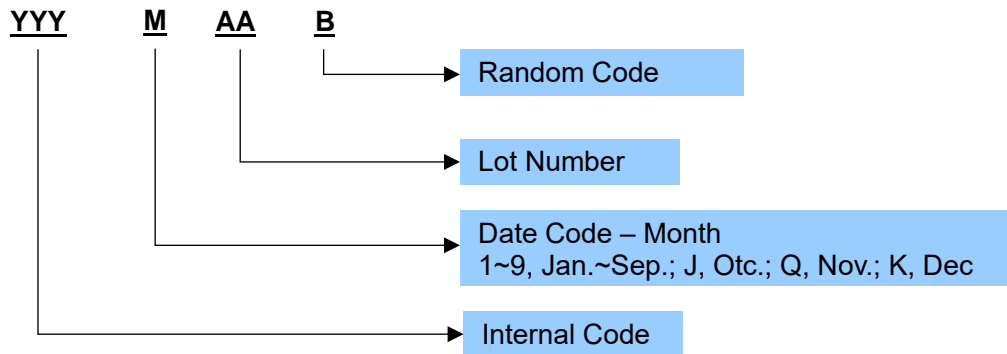 YYY M AA B
Random Code
Lot Number
Date Code – Month
1~9, Jan.~Sep.; J, Otc.; Q, Nov.; K, Dec
Internal Code